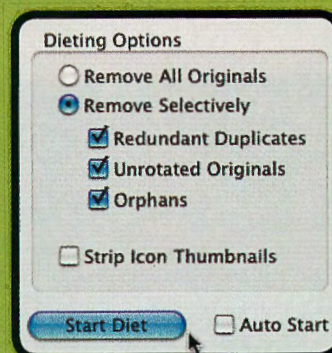 Dieting Options
Remove All Originals
Remove Selectively
Redundant Duplicates
Unrotated Originals
Orphans
Strip Icon Thumbnails
Start Diet
Auto Start